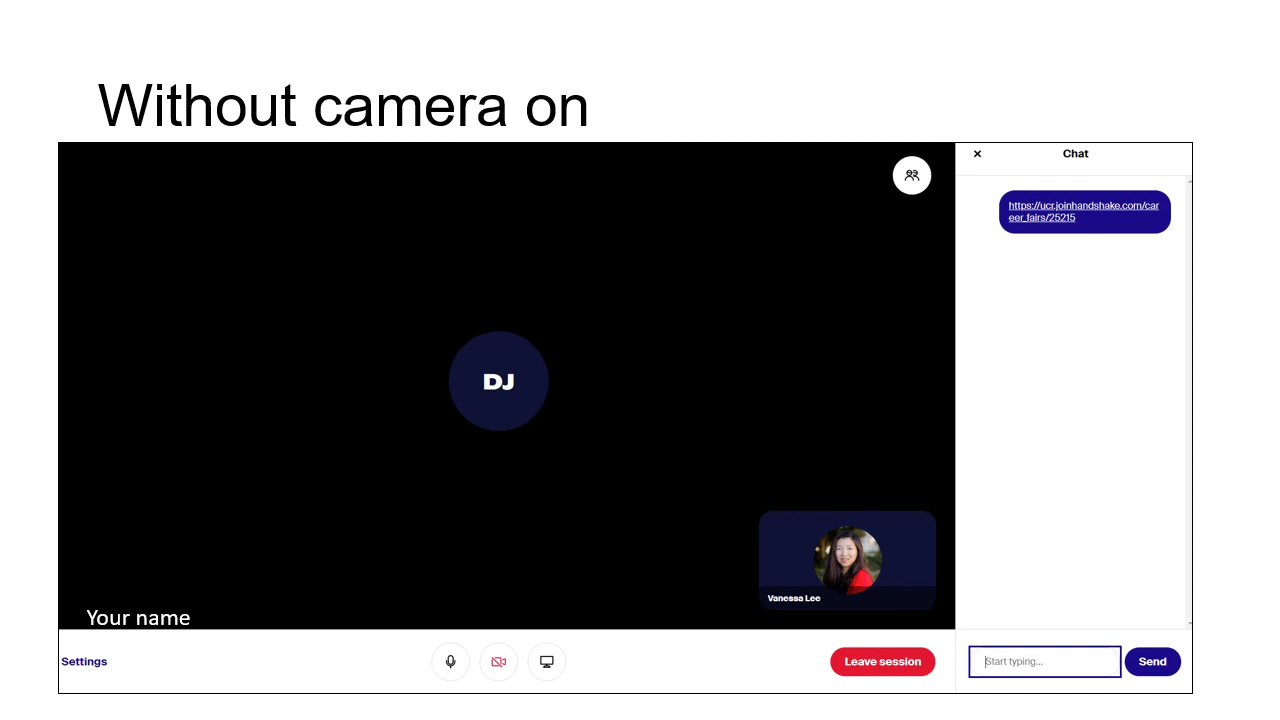 Without camera on
Chat
https://ucr.joinhandshake.com/car
eer_fairs/25215
DJ
Vanessa Lee
Your name
Settings
Leave session
Start typing...
Send